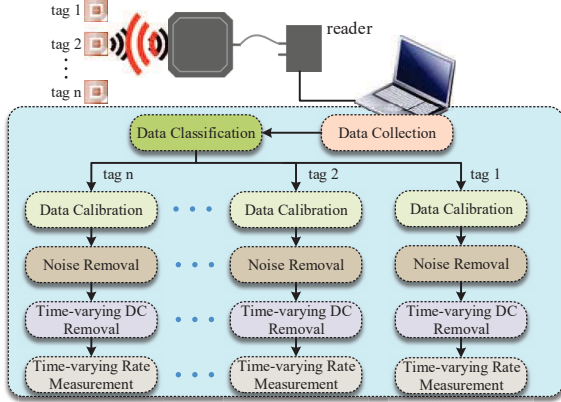 tag 1
tag 2
tag n
reader
Data Classification
Data Collection
tag n
tag 2
tag 1
Data Calibration
Data Calibration
Data Calibration
Noise Removal
Noise Removal
Noise Removal
Time-varying DC
Removal
Time-varying DC
Removal
Time-varying DC
Removal
Time-varying Rate
Measurement
Time-varying Rate
Measurement
Time-varying Rate
Measurement